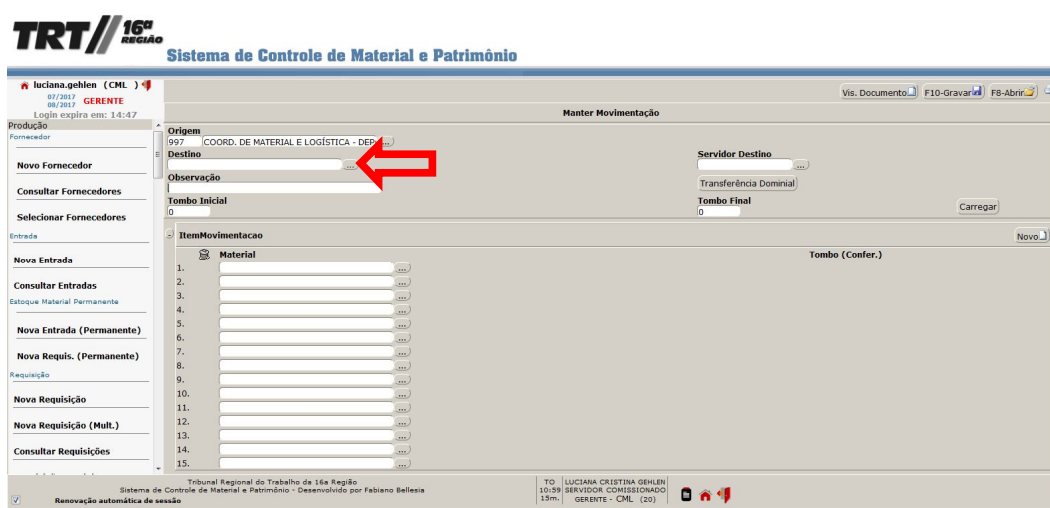 TRT// 16ª REGIÃO
Sistema de Controle de Material e Patrimônio
luciana.gehlen (CML )
07/2017
08/2017 GERENTE
Login expira em: 14:47
Vis. Documento F10-Gravar F8-Abrir
Manter Movimentação
Produção
Fornecedor
Novo Fornecedor
Consultar Fornecedores
Selecionar Fornecedores
Entrada
Nova Entrada
Consultar Entradas
Estoque Material Permanente
Nova Entrada (Permanente)
Nova Requis. (Permanente)
Requisição
Nova Requisição
Nova Requisição (Mult.)
Consultar Requisições
Origem
997 COORD. DE MATERIAL E LOGÍSTICA - DEP ...
Destino Servidor Destino
... ...
Observação
Transferência Dominial
Tombo Inicial Tombo Final
0 0 Carregar
ItemMovimentacao Novo
Material Tombo (Confer.)
1. ...
2. ...
3. ...
4. ...
5. ...
6. ...
7. ...
8. ...
9. ...
10. ...
11. ...
12. ...
13. ...
14. ...
15. ...
Tribunal Regional do Trabalho da 16a Região
Sistema de Controle de Material e Patrimônio - Desenvolvido por Fabiano Bellesia
Renovação automática de sessão
TO LUCIANA CRISTINA GEHLEN
10:59 SERVIDOR COMISSIONADO
15m. GERENTE - CML (20)